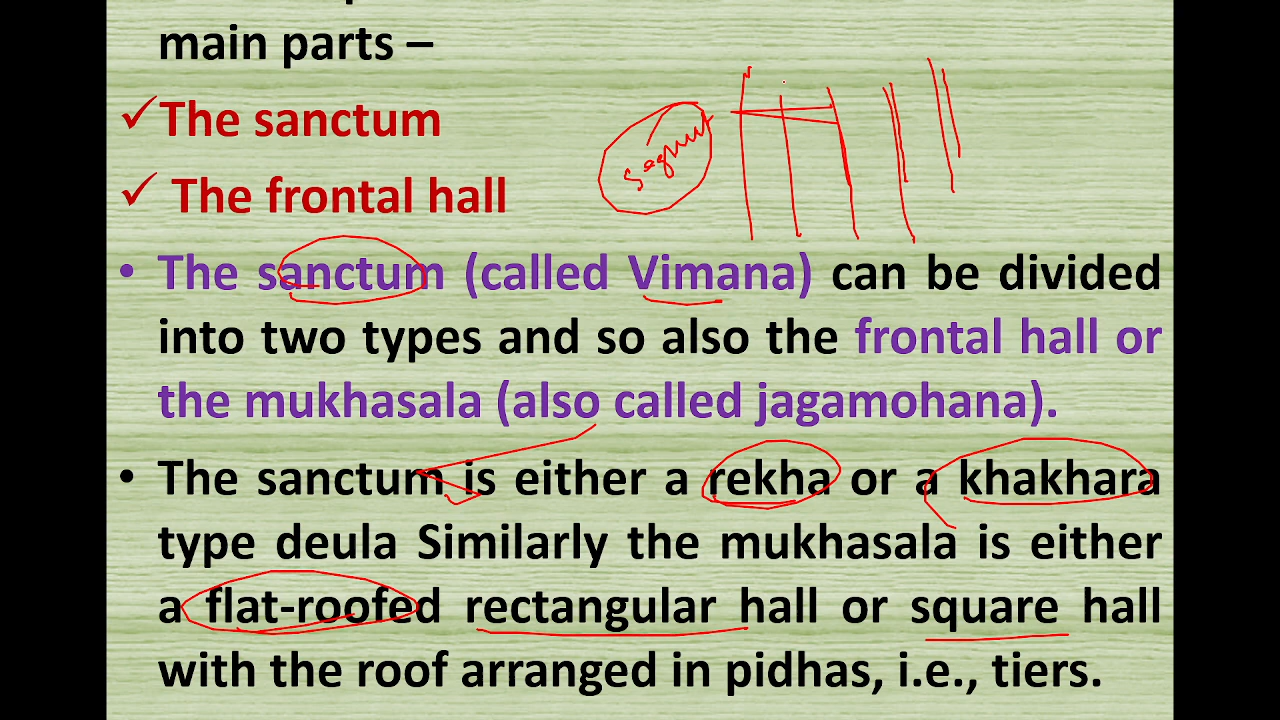 main parts –
✓The sanctum
✓ The frontal hall
• The sanctum (called Vimana) can be divided
into two types and so also the frontal hall or
the mukhasala (also called jagamohana).
• The sanctum is either a rekha or a khakhara
type deula Similarly the mukhasala is either
a flat-roofed rectangular hall or square hall
with the roof arranged in pidhas, i.e., tiers.